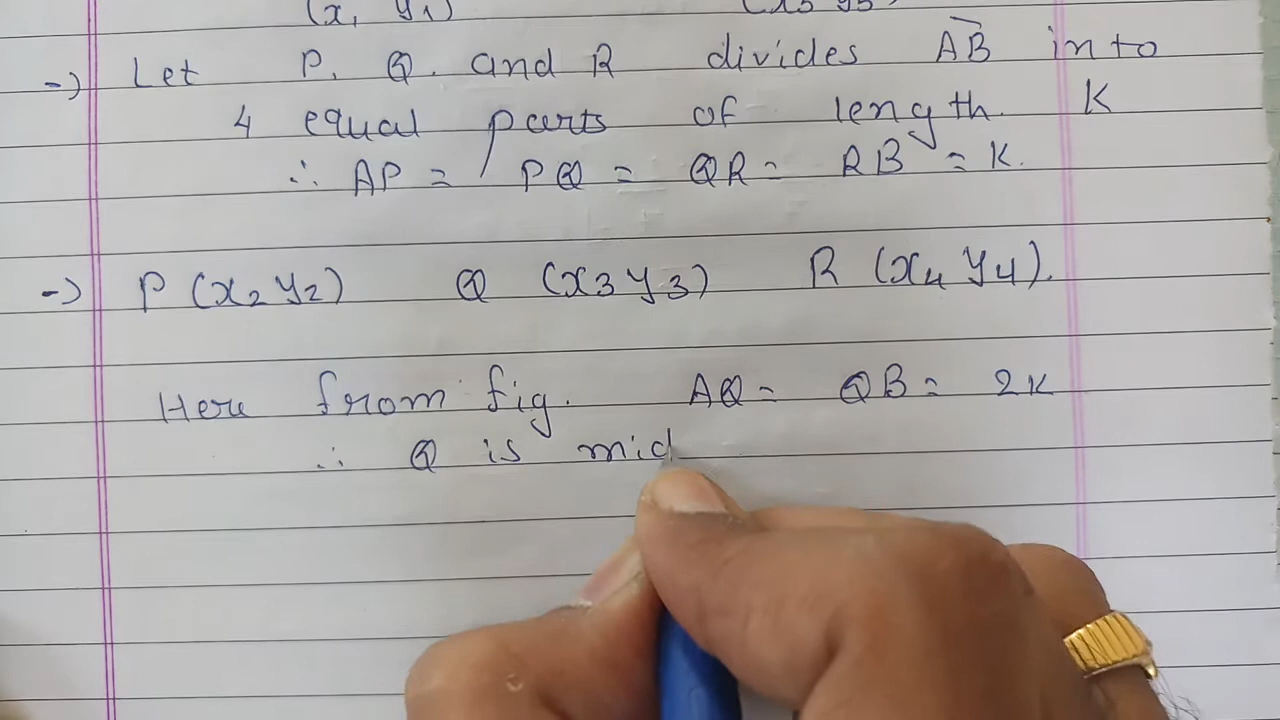 (x, y1)
-> Let P, Q. and R divides AB into
4 equal parts of length. K
∴ AP = PQ = QR = RB = K.
-> P (x2 y2) Q (x3 y3) R (x4 y4).
Here from fig. AQ = QB = 2K
∴ Q is mid